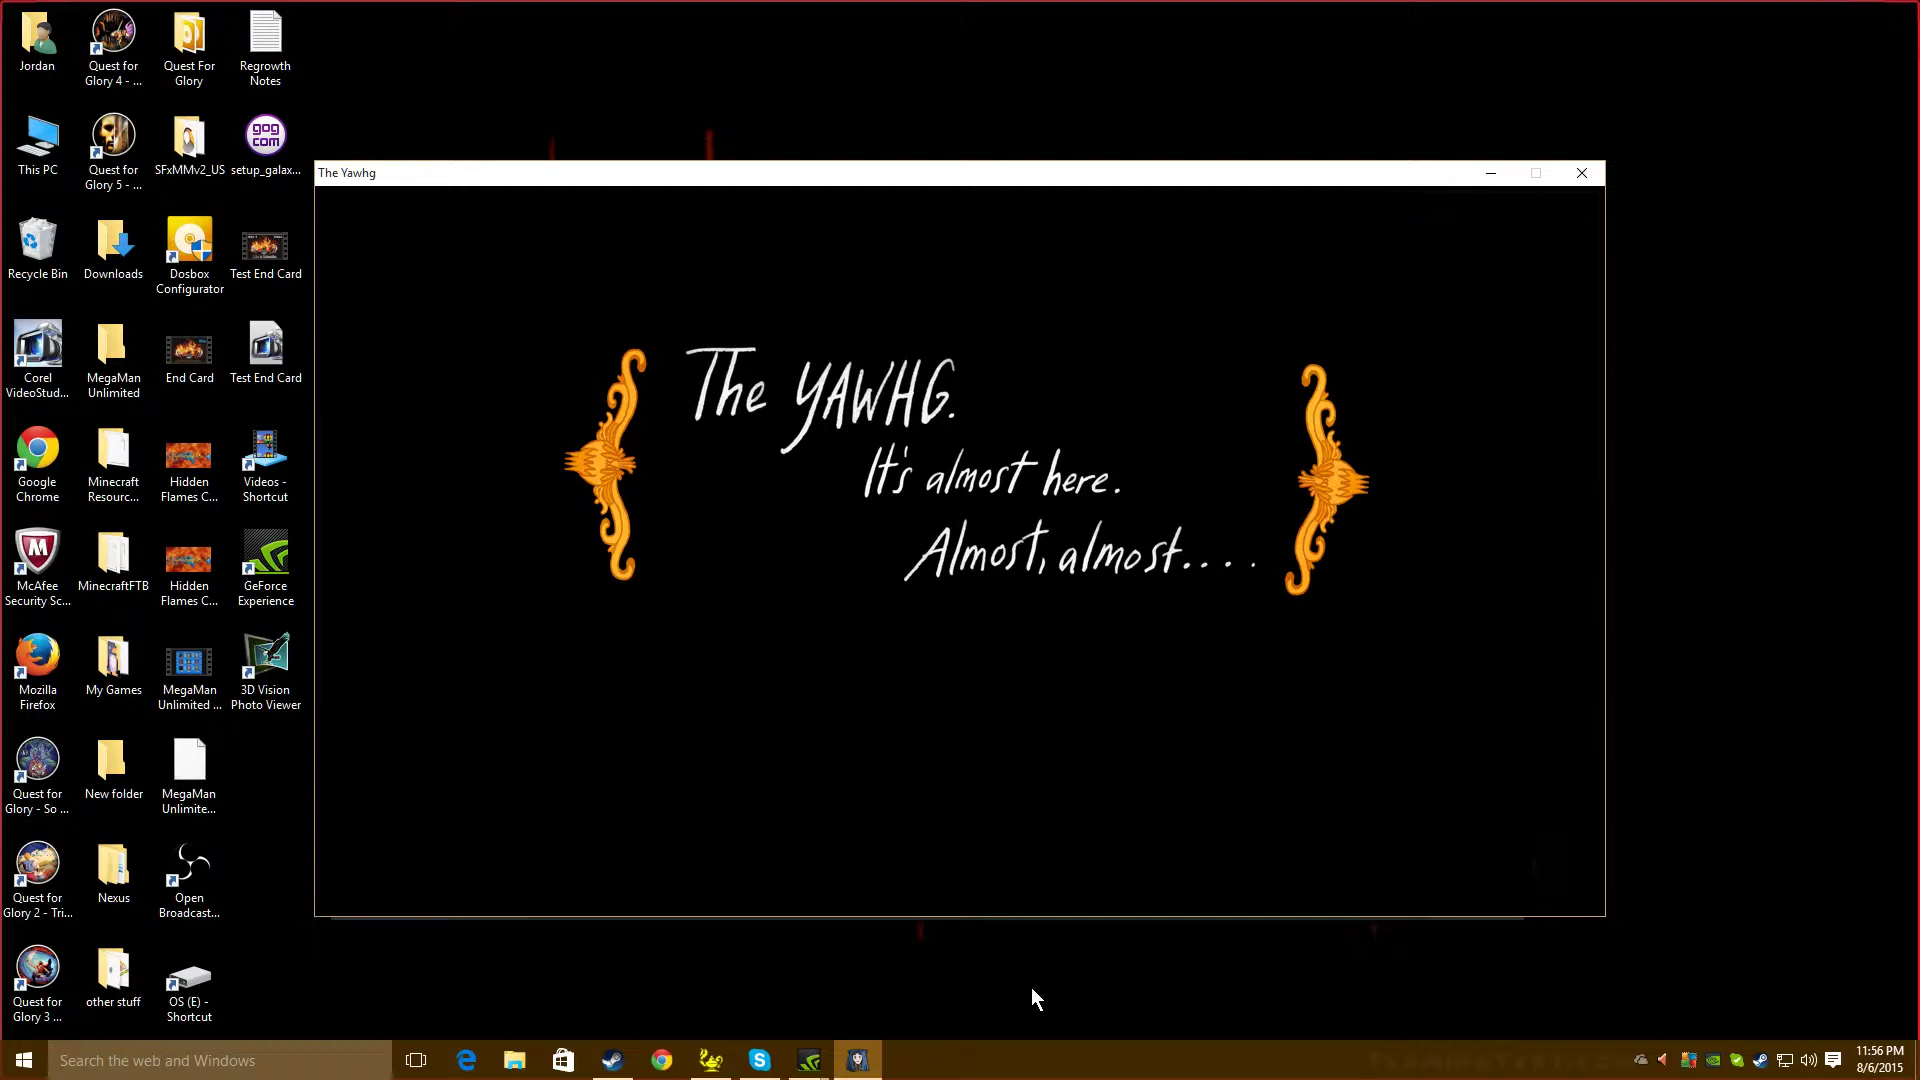 Jordan
Quest for
Glory 4 - ...
Quest For
Glory
Regrowth
Notes
This PC
Quest for
Glory 5 - ...
SFxMMv2_US
gog
com
setup_galax...
Recycle Bin
Downloads
Dosbox
Configurator
Test End Card
Corel
VideoStud...
MegaMan
Unlimited
End Card
Test End Card
Google
Chrome
Minecraft
Resourc...
Hidden
Flames C...
Videos -
Shortcut
McAfee
Security Sc...
MinecraftFTB
Hidden
Flames C...
GeForce
Experience
Mozilla
Firefox
My Games
MegaMan
Unlimited ...
3D Vision
Photo Viewer
Quest for
Glory - So ...
New folder
MegaMan
Unlimite...
Quest for
Glory 2 - Tri...
Nexus
Open
Broadcast...
Quest for
Glory 3 ...
other stuff
OS (E) -
Shortcut
The Yawhg
The YAWHG.
It's almost here.
Almost, almost....
Search the web and Windows
11:56 PM
8/6/2015